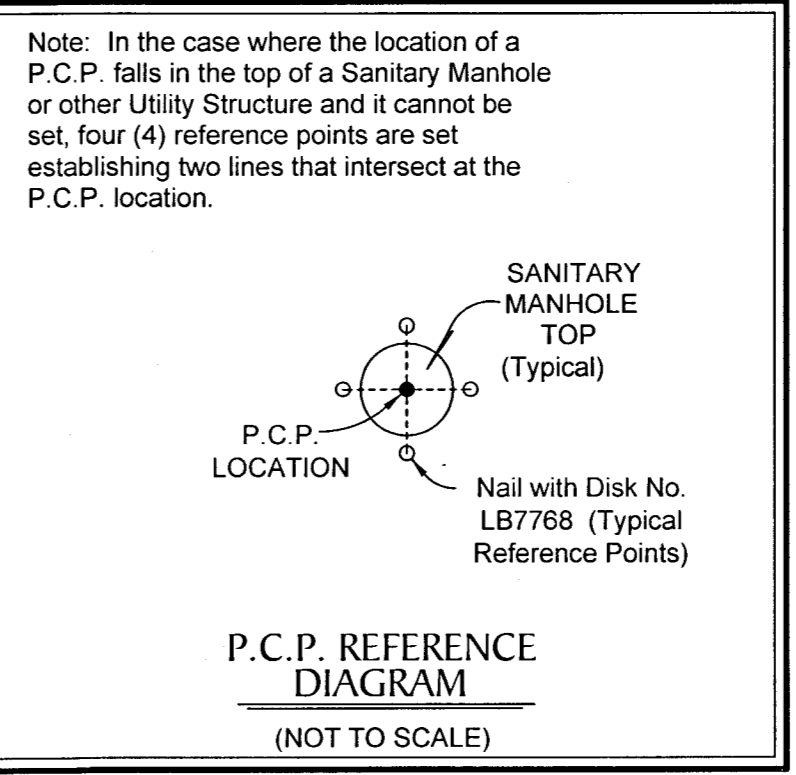 Note: In the case where the location of a
P.C.P. falls in the top of a Sanitary Manhole
or other Utility Structure and it cannot be
set, four (4) reference points are set
establishing two lines that intersect at the
P.C.P. location.
SANITARY
MANHOLE
TOP
(Typical)
P.C.P.
LOCATION
Nail with Disk No.
LB7768 (Typical
Reference Points)
P.C.P. REFERENCE
DIAGRAM
(NOT TO SCALE)